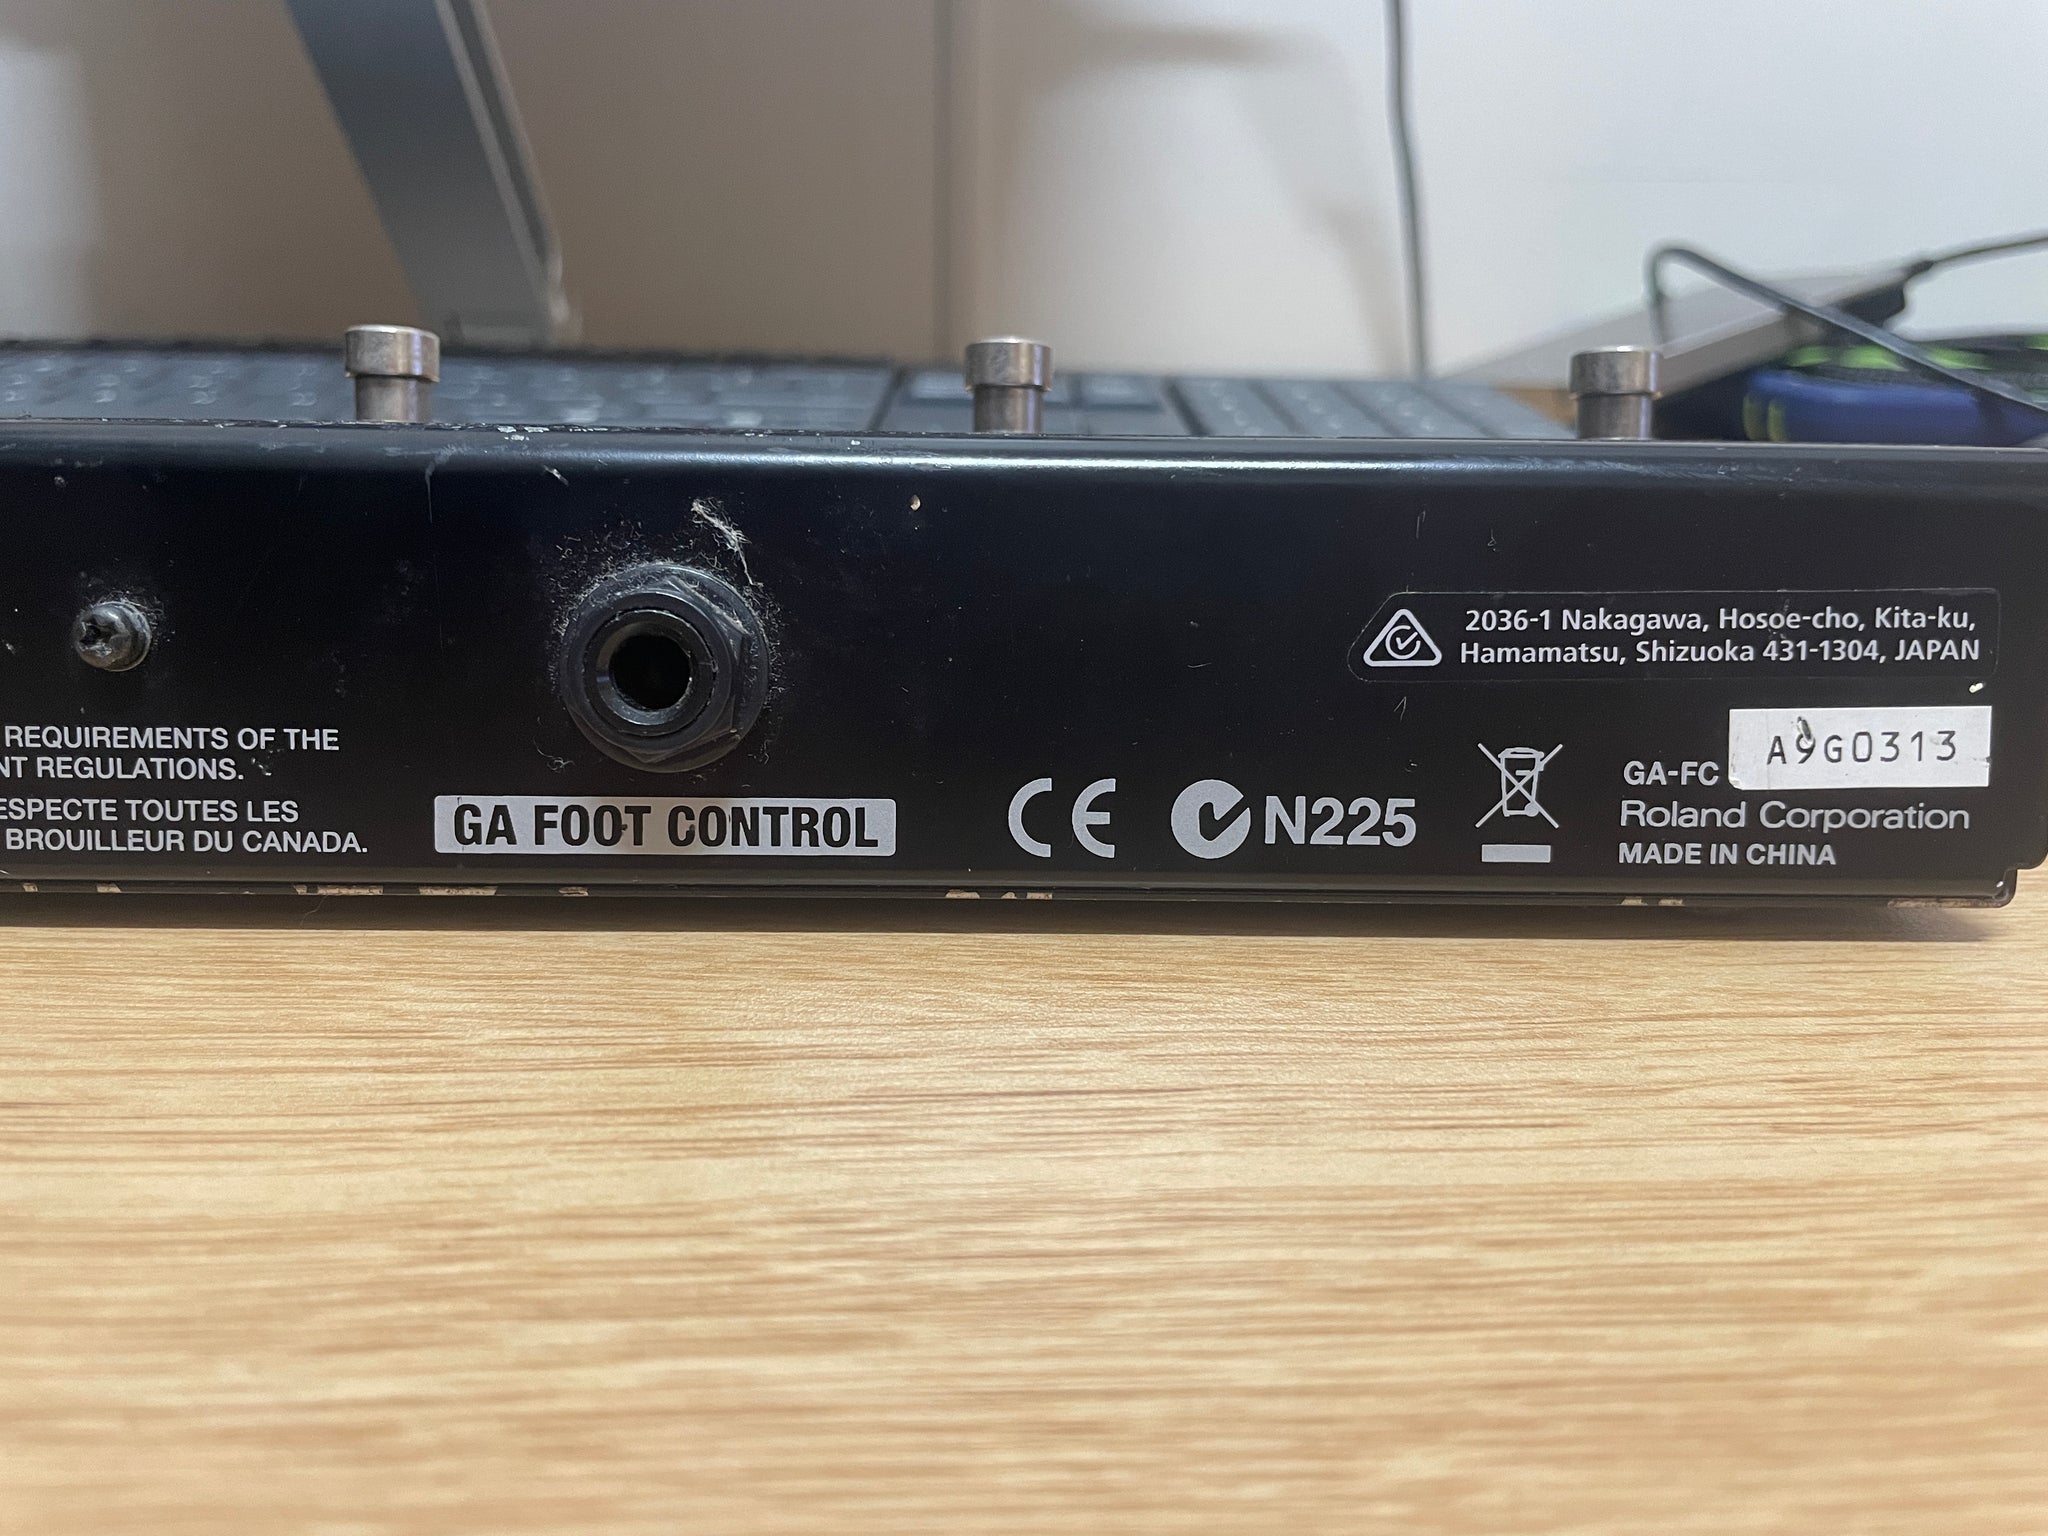 REQUIREMENTS OF THE
NT REGULATIONS.
ESPECTE TOUTES LES
BROUILLEUR DU CANADA.
GA FOOT CONTROL
CE
N225
2036-1 Nakagawa, Hosoe-cho, Kita-ku,
Hamamatsu, Shizuoka 431-1304, JAPAN
A9G0313
GA-FC
Roland Corporation
MADE IN CHINA